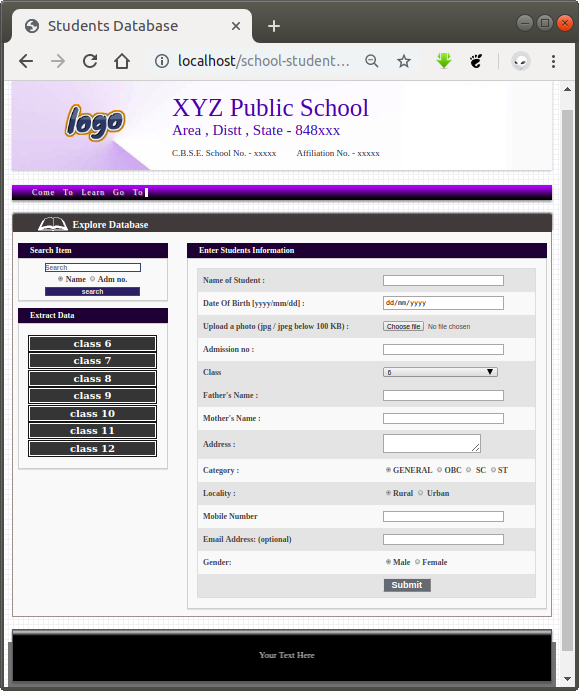 Students Database
localhost/school-student...
logo
XYZ Public School
Area , Distt , State - 848xxx
C.B.S.E. School No. - xxxxx Affiliation No. - xxxxx
Come To Learn Go To
Explore Database
Search Item
Search
Name Adm no.
search
Extract Data
class 6
class 7
class 8
class 9
class 10
class 11
class 12
Enter Students Information
Name of Student :
Date Of Birth [yyyy/mm/dd] : dd/mm/yyyy
Upload a photo (jpg / jpeg below 100 KB) : Choose file No file chosen
Admission no :
Class 6
Father's Name :
Mother's Name :
Address :
Category : GENERAL OBC SC ST
Locality : Rural Urban
Mobile Number
Email Address: (optional)
Gender: Male Female
Submit
Your Text Here